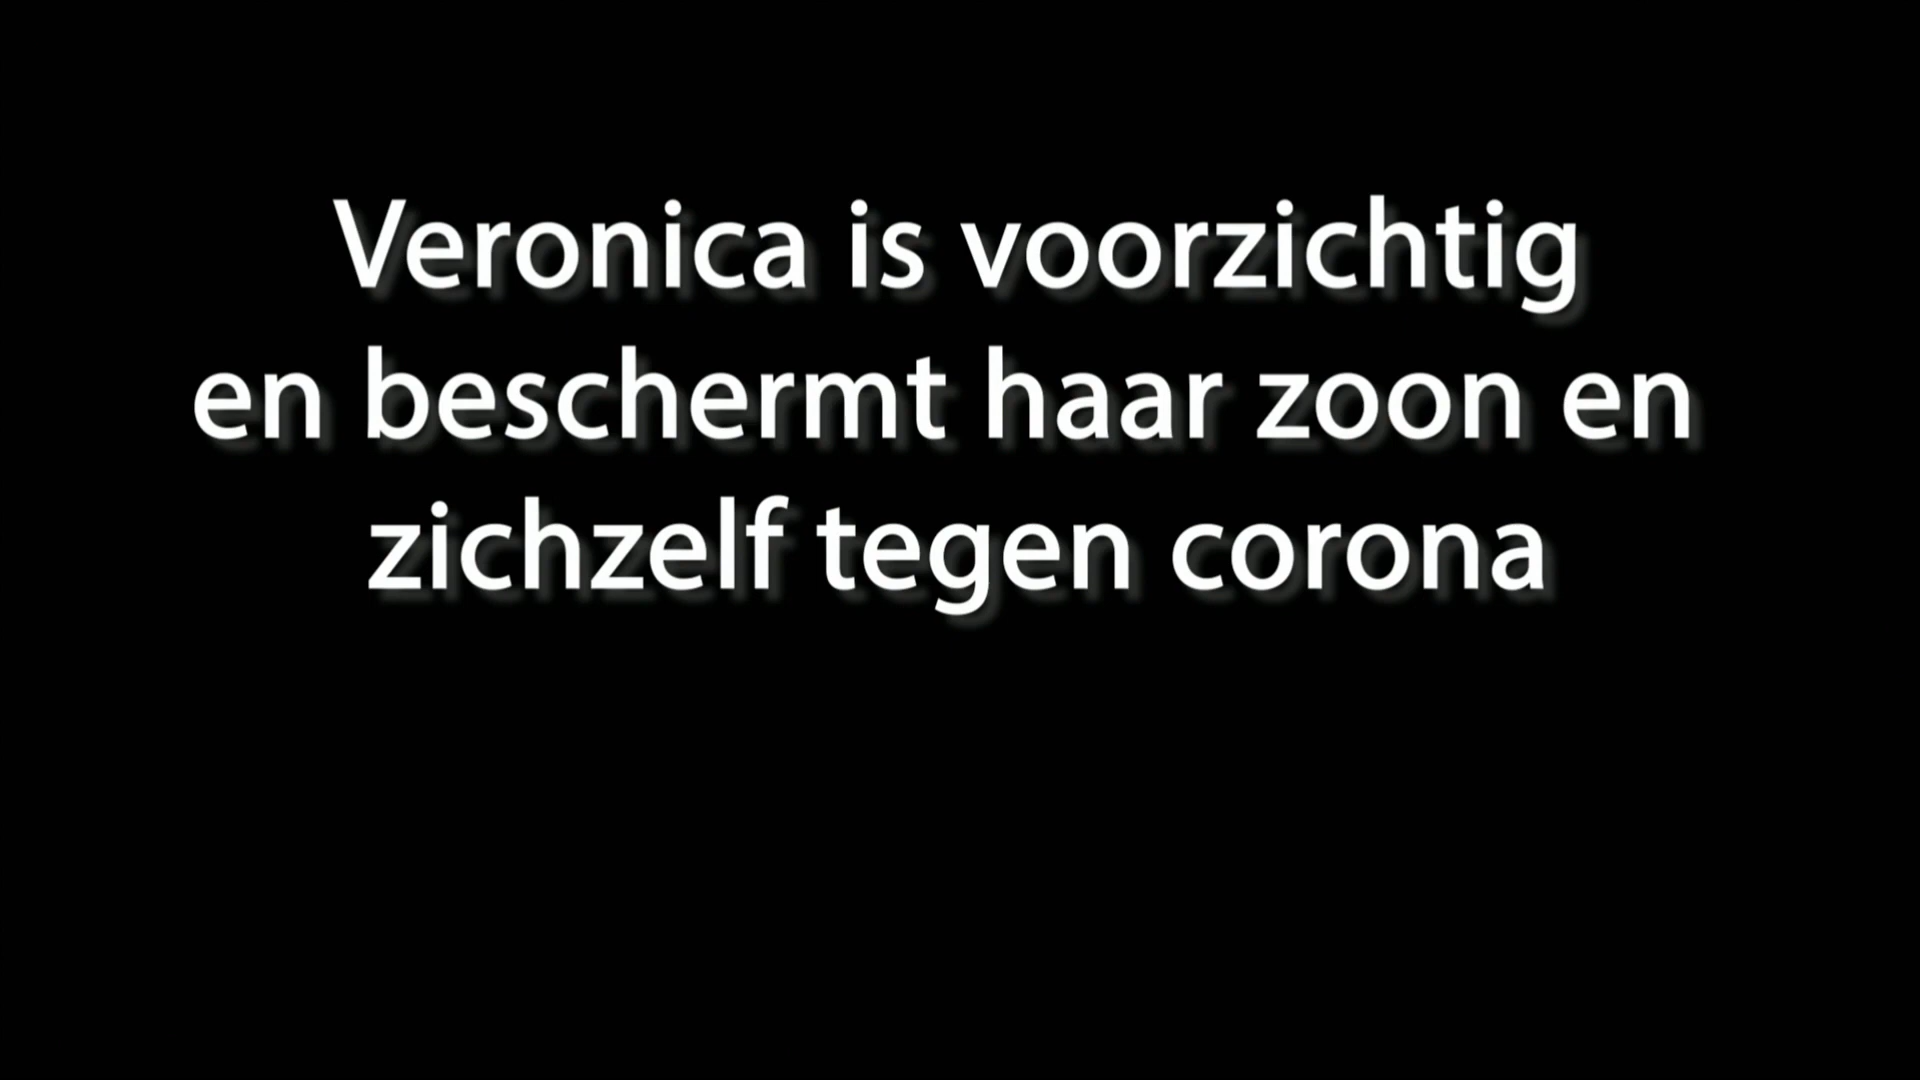 Veronica is voorzichtig
en beschermt haar zoon en
zichzelf tegen corona